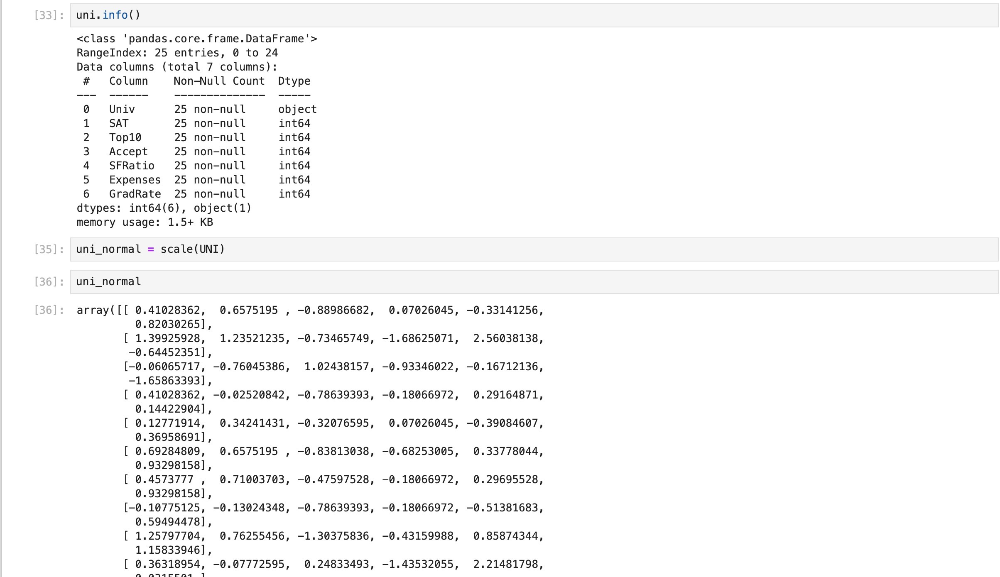 [33]: uni.info()
<class 'pandas.core.frame.DataFrame'>
RangeIndex: 25 entries, 0 to 24
Data columns (total 7 columns):
 #   Column    Non-Null Count  Dtype
---  ------    --------------  -----
 0   Univ      25 non-null     object
 1   SAT       25 non-null     int64
 2   Top10     25 non-null     int64
 3   Accept    25 non-null     int64
 4   SFRatio   25 non-null     int64
 5   Expenses  25 non-null     int64
 6   GradRate  25 non-null     int64
dtypes: int64(6), object(1)
memory usage: 1.5+ KB
[35]: uni_normal = scale(UNI)
[36]: uni_normal
[36]: array([[ 0.41028362,  0.6575195 , -0.88986682,  0.07026045, -0.33141256,
         0.82030265],
       [ 1.39925928,  1.23521235, -0.73465749, -1.68625071,  2.56038138,
        -0.64452351],
       [-0.06065717, -0.76045386,  1.02438157, -0.93346022, -0.16712136,
        -1.65863393],
       [ 0.41028362, -0.02520842, -0.78639393, -0.18066972,  0.29164871,
         0.14422904],
       [ 0.12771914,  0.34241431, -0.32076595,  0.07026045, -0.39084607,
         0.36958691],
       [ 0.69284809,  0.6575195 , -0.83813038, -0.68253005,  0.33778044,
         0.93298158],
       [ 0.4573777 ,  0.71003703, -0.47597528, -0.18066972,  0.29695528,
         0.93298158],
       [-0.10775125, -0.13024348, -0.78639393, -0.18066972, -0.51381683,
         0.59494478],
       [ 1.25797704,  0.76255456, -1.30375836, -0.43159988,  0.85874344,
         1.15833946],
       [ 0.36318954, -0.07772595,  0.24833493, -1.43532055,  2.21481798,